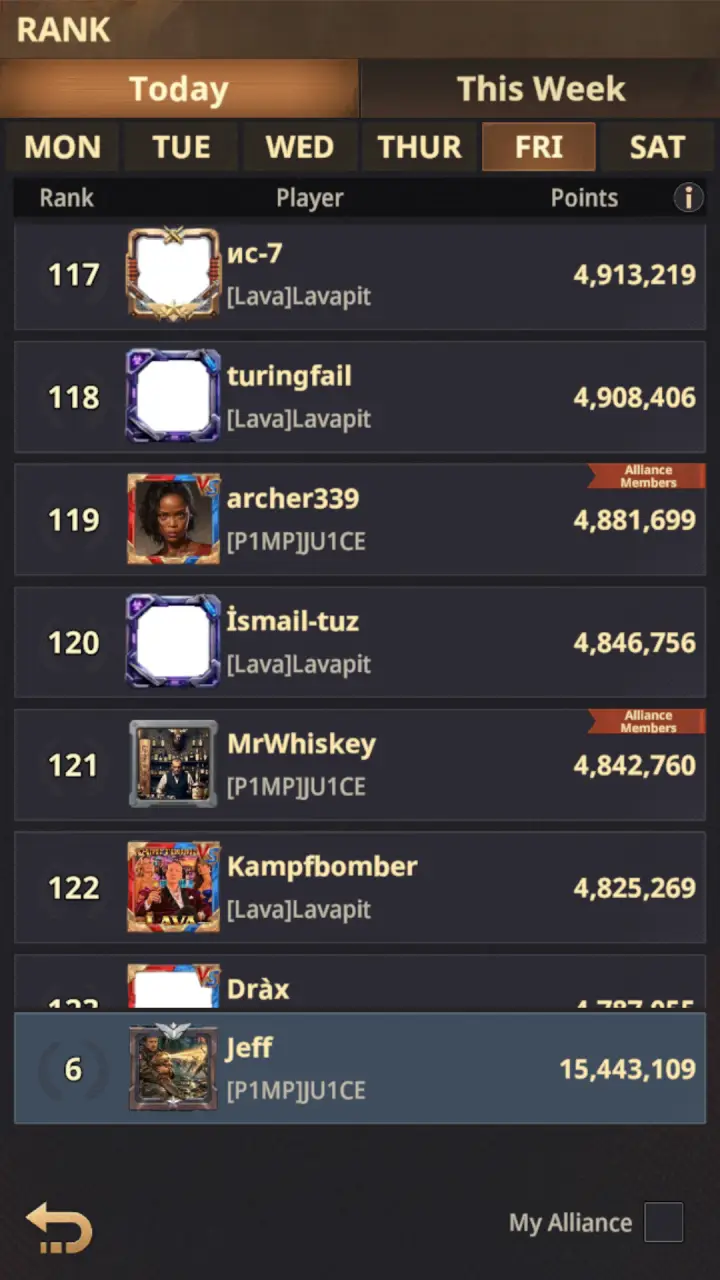 RANK
Today
This Week
MON TUE WED THUR FRI SAT
Rank Player Points
117 ис-7 4,913,219
[Lava]Lavapit
118 turingfail 4,908,406
[Lava]Lavapit
Alliance
Members
119 archer339 4,881,699
[P1MP]JU1CE
120 İsmail-tuz 4,846,756
[Lava]Lavapit
Alliance
Members
121 MrWhiskey 4,842,760
[P1MP]JU1CE
122 Kampfbomber 4,825,269
LAVA
[Lava]Lavapit
Dràx
6 Jeff 15,443,109
[P1MP]JU1CE
My Alliance